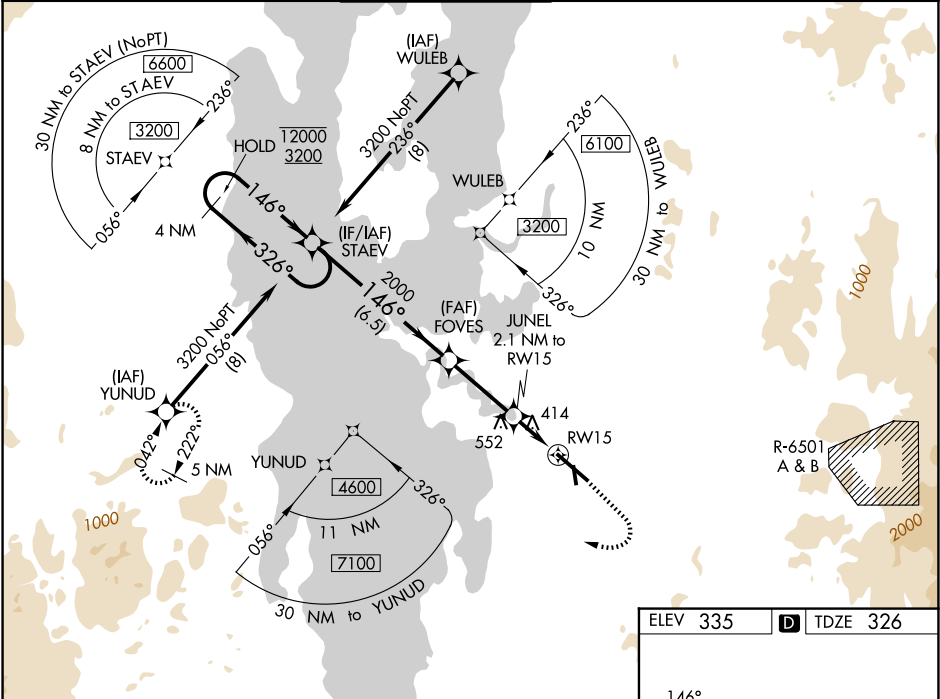 30 NM to STAEV (NoPT)
6600
8 NM to STAEV
236°
3200
STAEV
056°
HOLD
12000
3200
4 NM
146°
326°
(IF/IAF)
STAEV
(IAF)
WULEB
3200 NoPT
236°
(8)
WULEB
236°
6100
3200
10 NM
30 NM to WULEB
326°
1000
2000
146°
(6.5)
(FAF)
FOVES
JUNEL
2.1 NM to
RW15
414
552
RW15
3200 NoPT
056°
(8)
(IAF)
YUNUD
042°
222°
5 NM
YUNUD
4600
326°
056°
11 NM
7100
30 NM to YUNUD
1000
R-6501
A & B
2000
ELEV 335
D
TDZE 326
146°